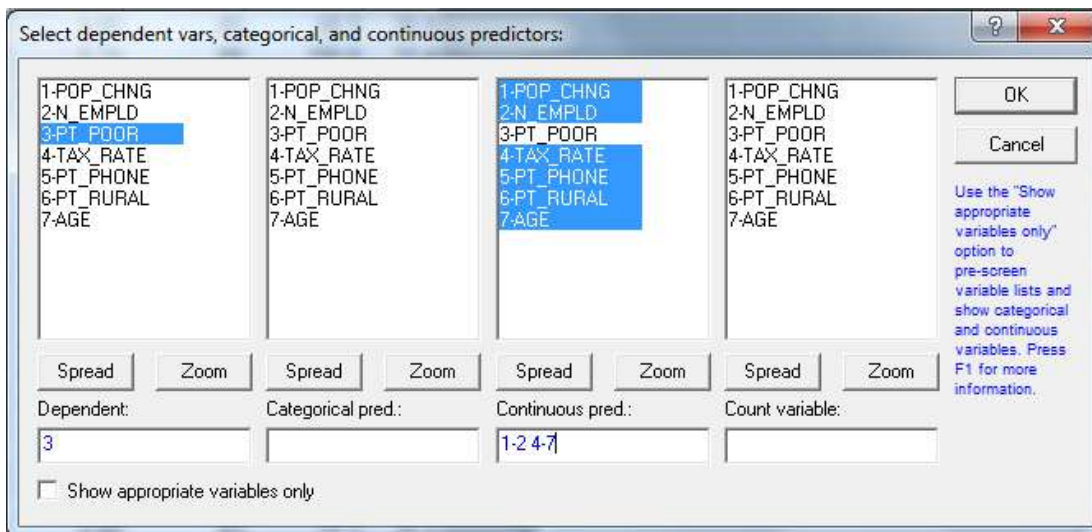 Select dependent vars, categorical, and continuous predictors:
1-POP_CHNG
2-N_EMPLD
3-PT_POOR
4-TAX_RATE
5-PT_PHONE
6-PT_RURAL
7-AGE
1-POP_CHNG
2-N_EMPLD
3-PT_POOR
4-TAX_RATE
5-PT_PHONE
6-PT_RURAL
7-AGE
1-POP_CHNG
2-N_EMPLD
3-PT_POOR
4-TAX_RATE
5-PT_PHONE
6-PT_RURAL
7-AGE
1-POP_CHNG
2-N_EMPLD
3-PT_POOR
4-TAX_RATE
5-PT_PHONE
6-PT_RURAL
7-AGE
OK
Cancel
Use the "Show
appropriate
variables only"
option to
pre-screen
variable lists and
show categorical
and continuous
variables. Press
F1 for more
information.
Spread Zoom Spread Zoom Spread Zoom Spread Zoom
Dependent: Categorical pred.: Continuous pred.: Count variable:
3 1-2 4-7
Show appropriate variables only